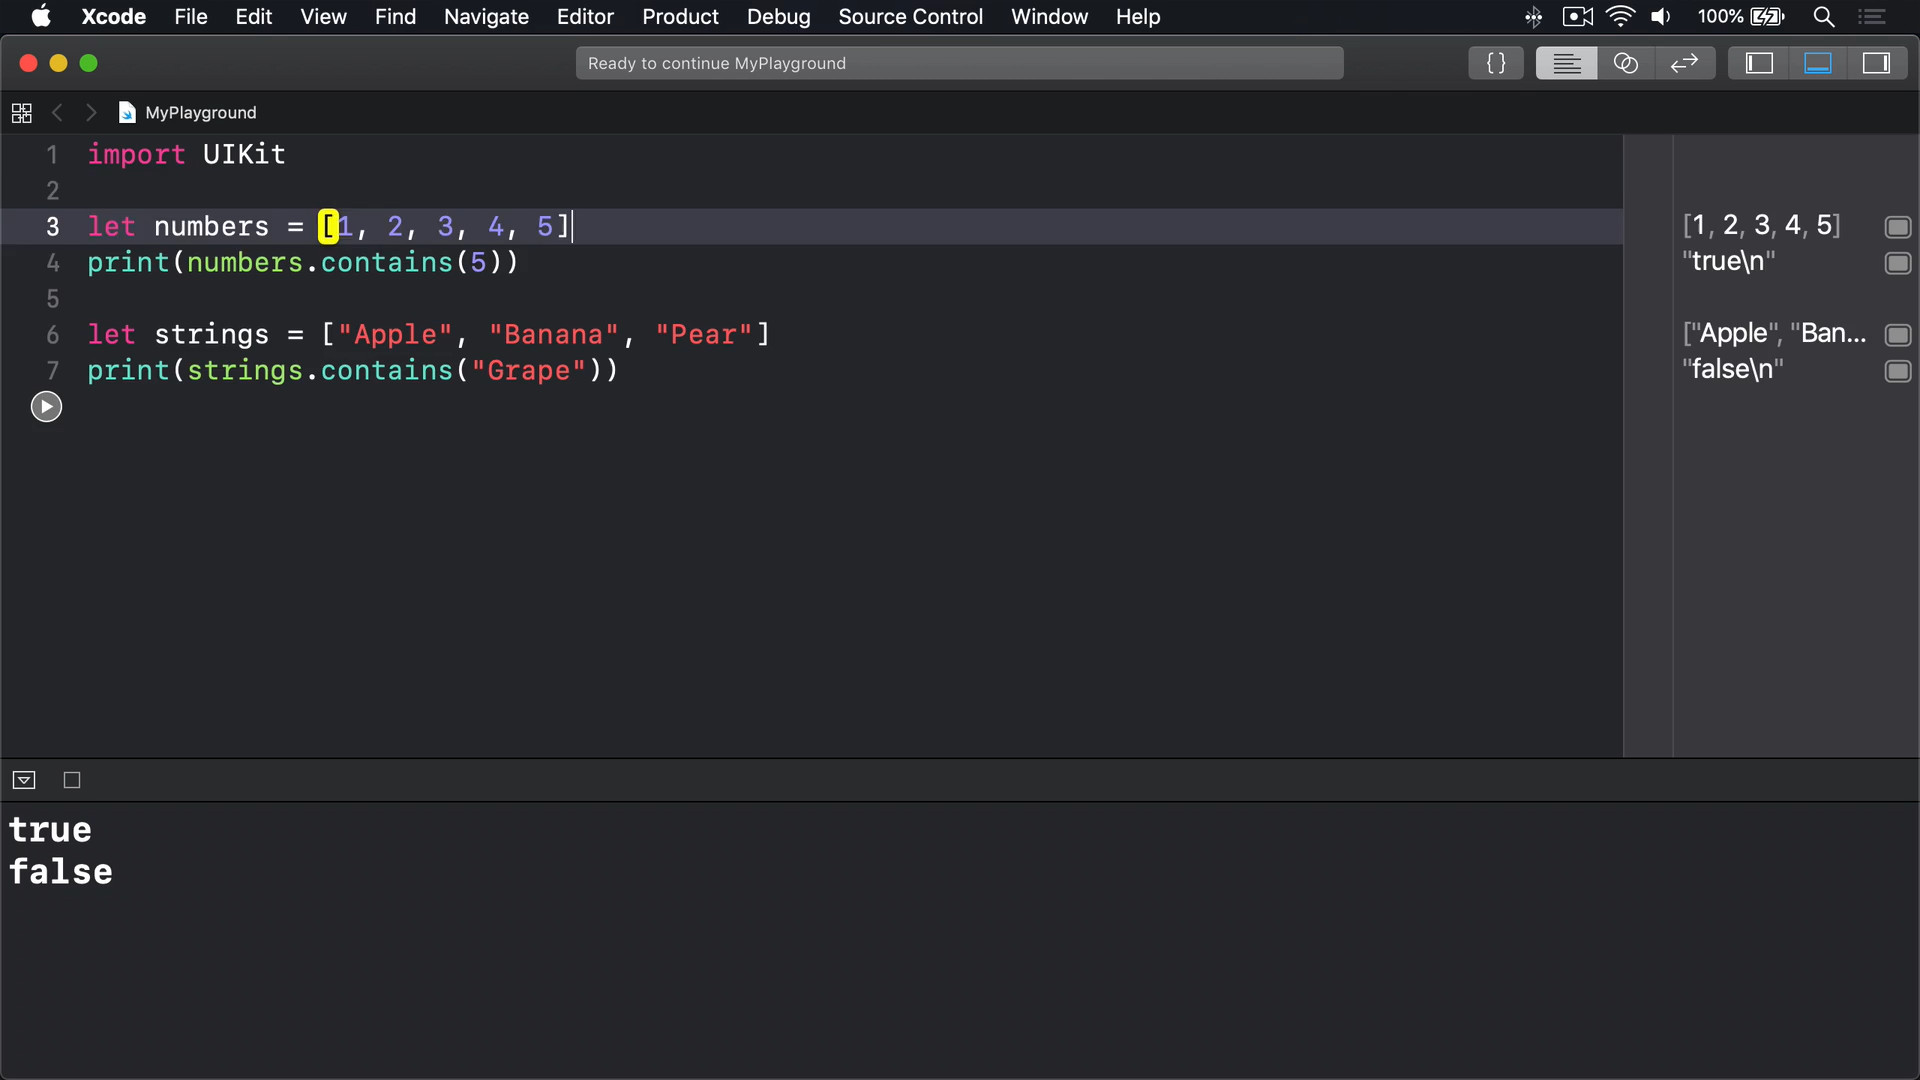 Xcode File Edit View Find Navigate Editor Product Debug Source Control Window Help 100%
Ready to continue MyPlayground { }
MyPlayground
1 import UIKit
2
3 let numbers = [1, 2, 3, 4, 5] [1, 2, 3, 4, 5]
4 print(numbers.contains(5)) "true\n"
5
6 let strings = ["Apple", "Banana", "Pear"] ["Apple", "Ban...
7 print(strings.contains("Grape")) "false\n"
true
false